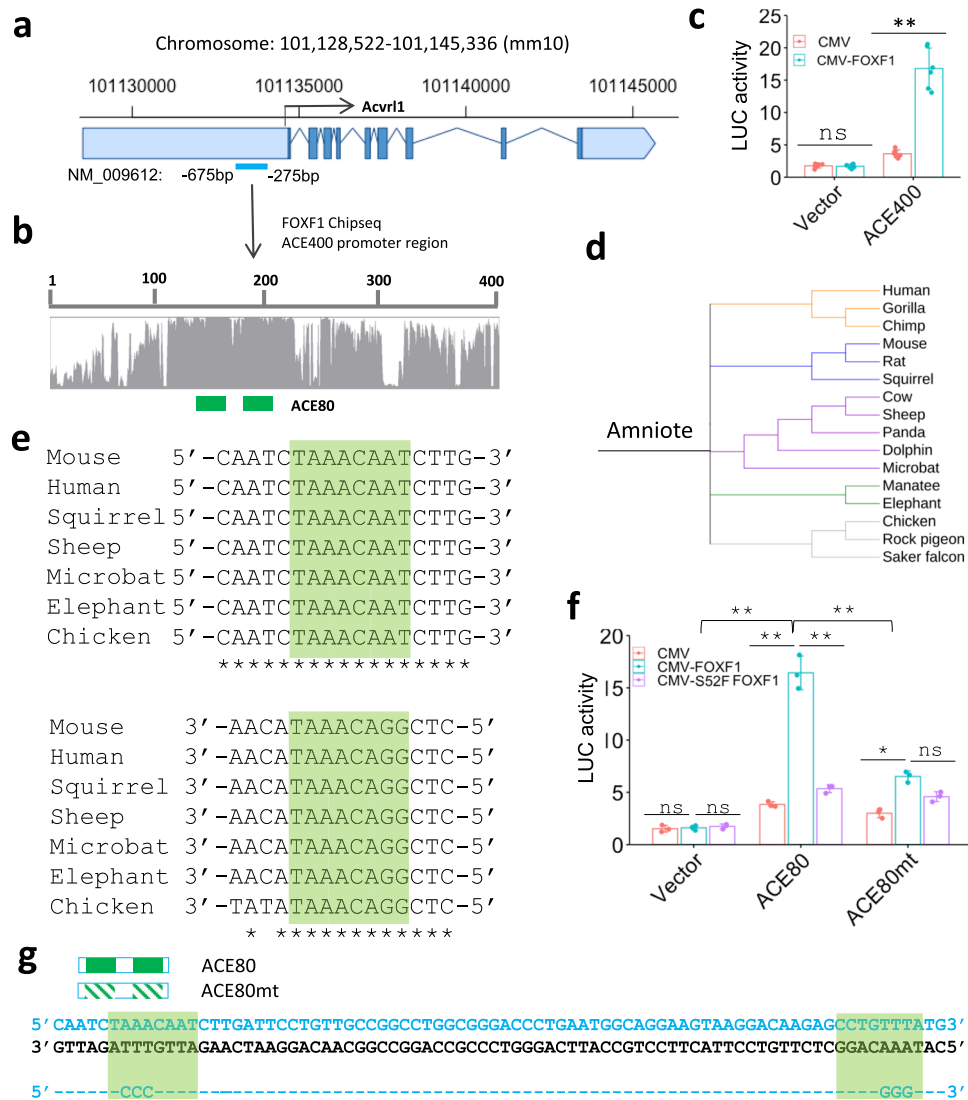 a
Chromosome: 101,128,522-101,145,336 (mm10)
101130000 101135000 101140000 101145000
Acvrl1
NM_009612: -675bp -275bp
FOXF1 Chipseq
ACE400 promoter region
b
1 100 200 300 400
ACE80
c
LUC activity
25
20
15
10
5
0
CMV
CMV-FOXF1
ns
**
Vector
ACE400
d
Amniote
Human
Gorilla
Chimp
Mouse
Rat
Squirrel
Cow
Sheep
Panda
Dolphin
Microbat
Manatee
Elephant
Chicken
Rock pigeon
Saker falcon
e
Mouse 5′-CAATCTAAACAATCTTG-3′
Human 5′-CAATCTAAACAATCTTG-3′
Squirrel 5′-CAATCTAAACAATCTTG-3′
Sheep 5′-CAATCTAAACAATCTTG-3′
Microbat 5′-CAATCTAAACAATCTTG-3′
Elephant 5′-CAATCTAAACAATCTTG-3′
Chicken 5′-CAATCTAAACAATCTTG-3′
*****************
Mouse 3′-AACATAAACAGGCTC-5′
Human 3′-AACATAAACAGGCTC-5′
Squirrel 3′-AACATAAACAGGCTC-5′
Sheep 3′-AACATAAACAGGCTC-5′
Microbat 3′-AACATAAACAGGCTC-5′
Elephant 3′-AACATAAACAGGCTC-5′
Chicken 3′-TATATAAACAGGCTC-5′
* ************
f
LUC activity
20
15
10
5
0
CMV
CMV-FOXF1
CMV-S52F FOXF1
** **
** **
* ns
ns ns
Vector
ACE80
ACE80mt
g
ACE80
ACE80mt
5′CAATCTAAACAATCTTGATTCCTGTTGCCGGCCTGGCGGGACCCTGAATGGCAGGAAGTAAGGACAAGAGCCTGTTTATG3′
3′GTTAGATTTGTTAGAACTAAGGACAACGGCCGGACCGCCCTGGGACTTACCGTCCTTCATTCCTGTTCTCGGACAAATAC5′
5′------CCC----------------------------------------------------------------GGG----3′